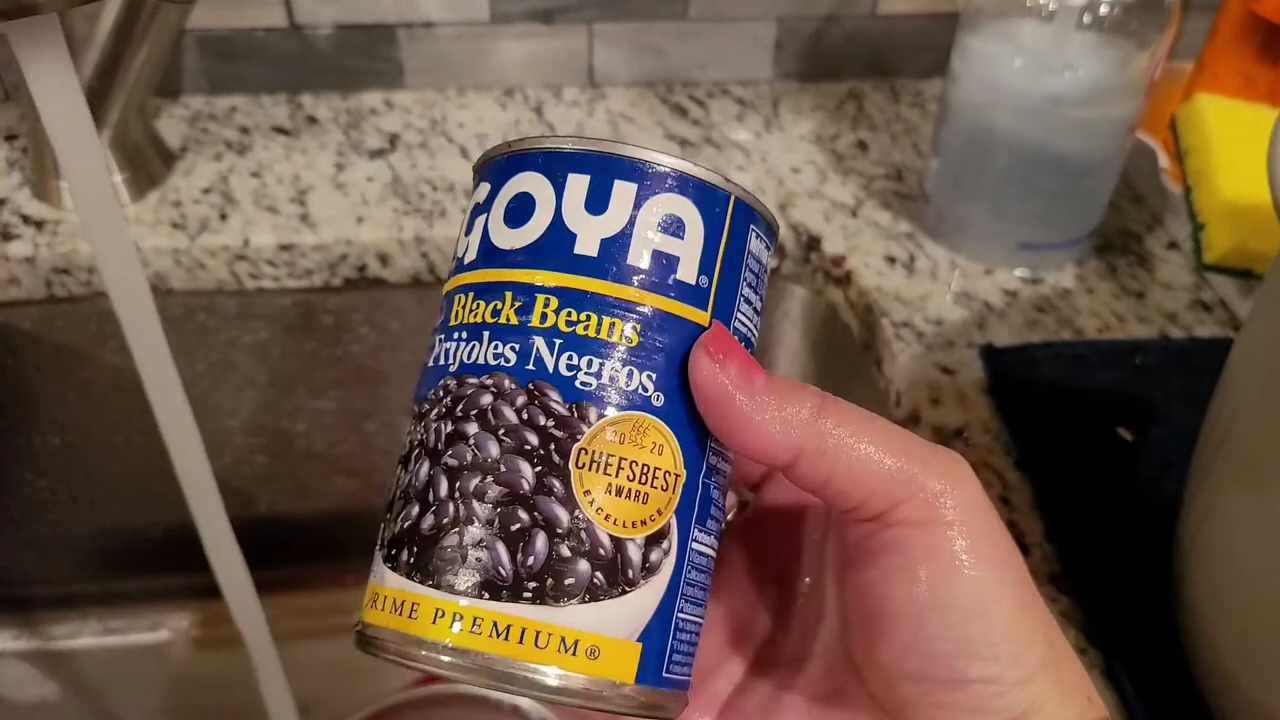 GOYA®
Black Beans
Frijoles Negros
20 20
CHEFSBEST
AWARD
EXCELLENCE
PRIME PREMIUM®